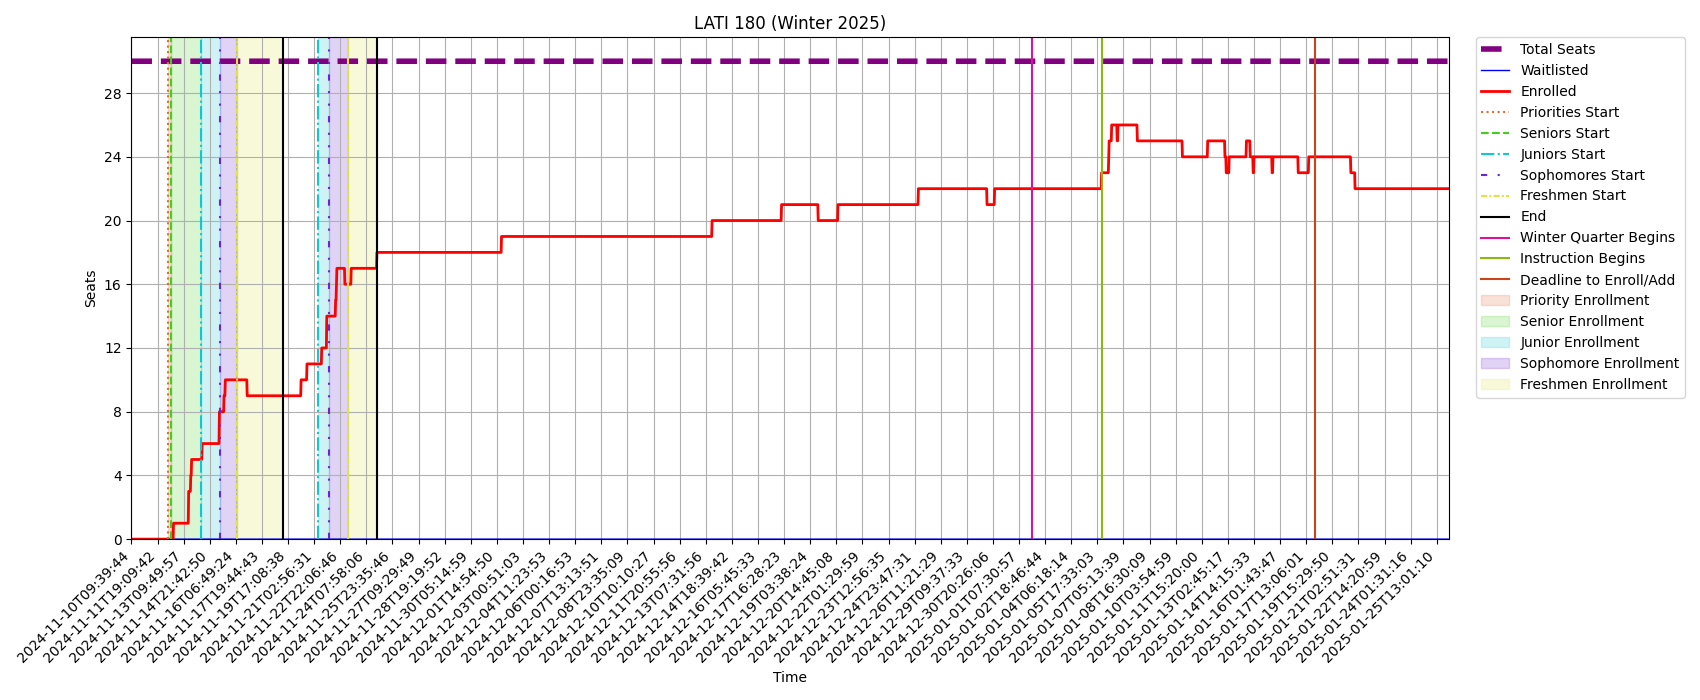 LATI 180 (Winter 2025)
Seats
28
24
20
16
12
8
4
0
2024-11-10T09:39:44
2024-11-11T19:09:42
2024-11-13T09:49:57
2024-11-14T21:42:50
2024-11-16T06:49:24
2024-11-17T19:44:43
2024-11-19T17:08:38
2024-11-21T02:56:31
2024-11-22T22:06:46
2024-11-24T07:58:06
2024-11-25T23:35:46
2024-11-27T09:29:49
2024-11-28T19:19:52
2024-11-30T05:14:59
2024-12-01T14:54:50
2024-12-03T00:51:03
2024-12-04T11:23:53
2024-12-06T00:16:53
2024-12-07T13:13:51
2024-12-08T23:35:09
2024-12-10T10:10:27
2024-12-11T20:55:56
2024-12-13T07:31:56
2024-12-14T18:39:42
2024-12-16T05:45:33
2024-12-17T16:28:23
2024-12-19T03:38:24
2024-12-20T14:45:08
2024-12-22T01:29:59
2024-12-23T12:56:35
2024-12-24T23:47:31
2024-12-26T11:21:29
2024-12-29T09:37:33
2024-12-30T20:26:06
2025-01-01T07:30:57
2025-01-02T18:46:44
2025-01-04T06:18:14
2025-01-05T17:33:03
2025-01-07T05:13:39
2025-01-08T16:30:09
2025-01-10T03:54:59
2025-01-11T15:20:00
2025-01-13T02:45:17
2025-01-14T14:15:33
2025-01-16T01:43:47
2025-01-17T13:06:01
2025-01-19T15:29:50
2025-01-21T02:51:31
2025-01-22T14:20:59
2025-01-24T01:31:16
2025-01-25T13:01:10
Time
Total Seats
Waitlisted
Enrolled
Priorities Start
Seniors Start
Juniors Start
Sophomores Start
Freshmen Start
End
Winter Quarter Begins
Instruction Begins
Deadline to Enroll/Add
Priority Enrollment
Senior Enrollment
Junior Enrollment
Sophomore Enrollment
Freshmen Enrollment